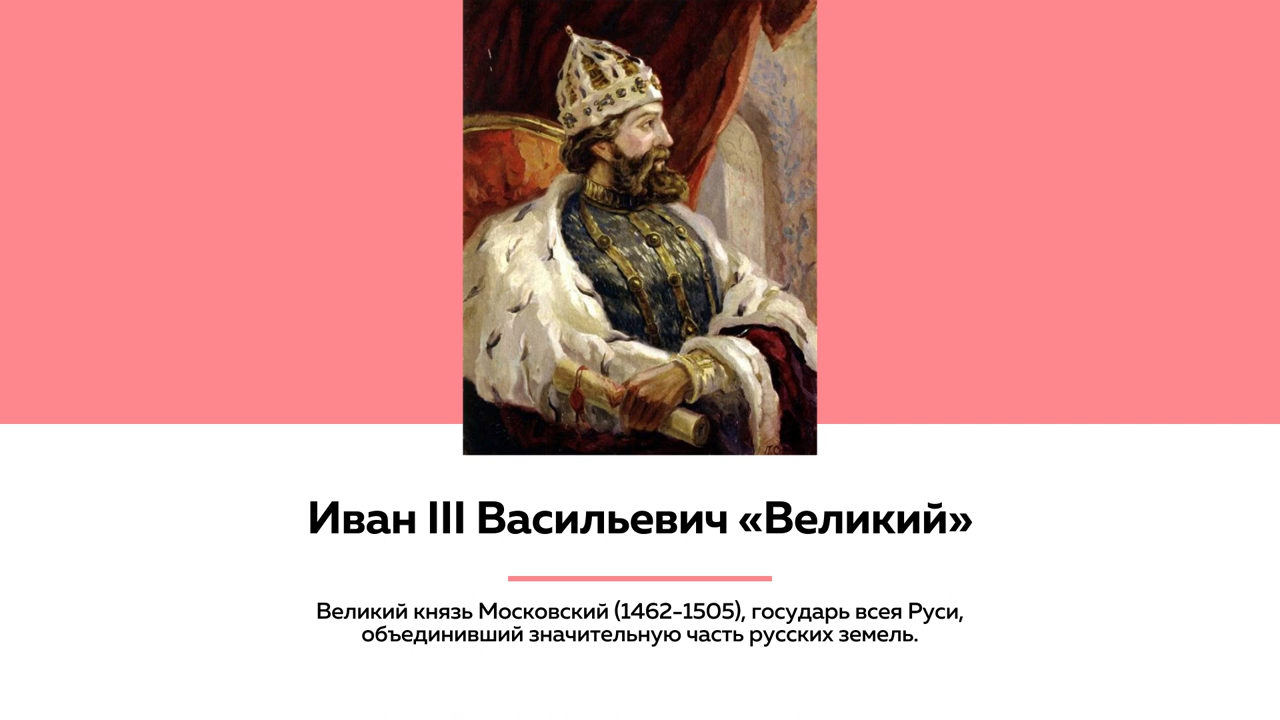 Иван III Васильевич «Великий»
Великий князь Московский (1462-1505), государь всея Руси,
объединивший значительную часть русских земель.